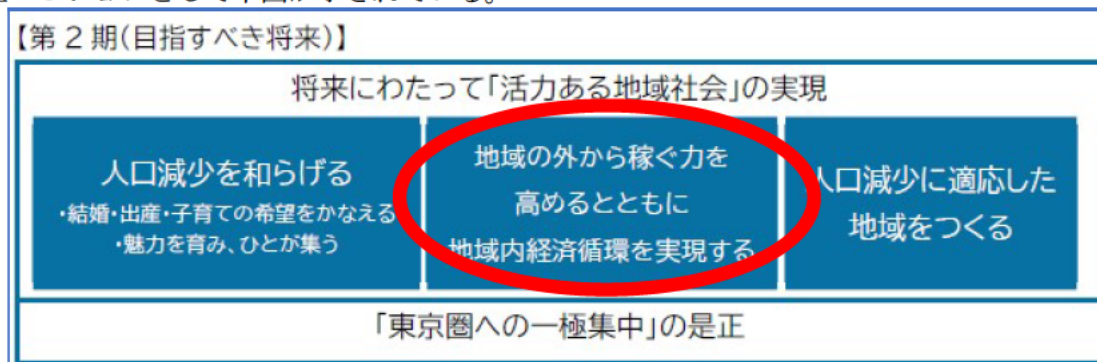 【第2期(目指すべき将来)】
将来にわたって「活力ある地域社会」の実現
人口減少を和らげる
・結婚・出産・子育ての希望をかなえる
・魅力を育み、ひとが集う
地域の外から稼ぐ力を
高めるとともに
地域内経済循環を実現する
人口減少に適応した
地域をつくる
「東京圏への一極集中」の是正